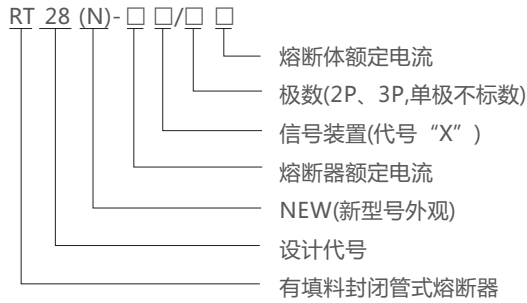 RT 28 (N)-□ □/□ □
熔断体额定电流
极数(2P、3P,单极不标数)
信号装置(代号“X”)
熔断器额定电流
NEW(新型号外观)
设计代号
有填料封闭管式熔断器